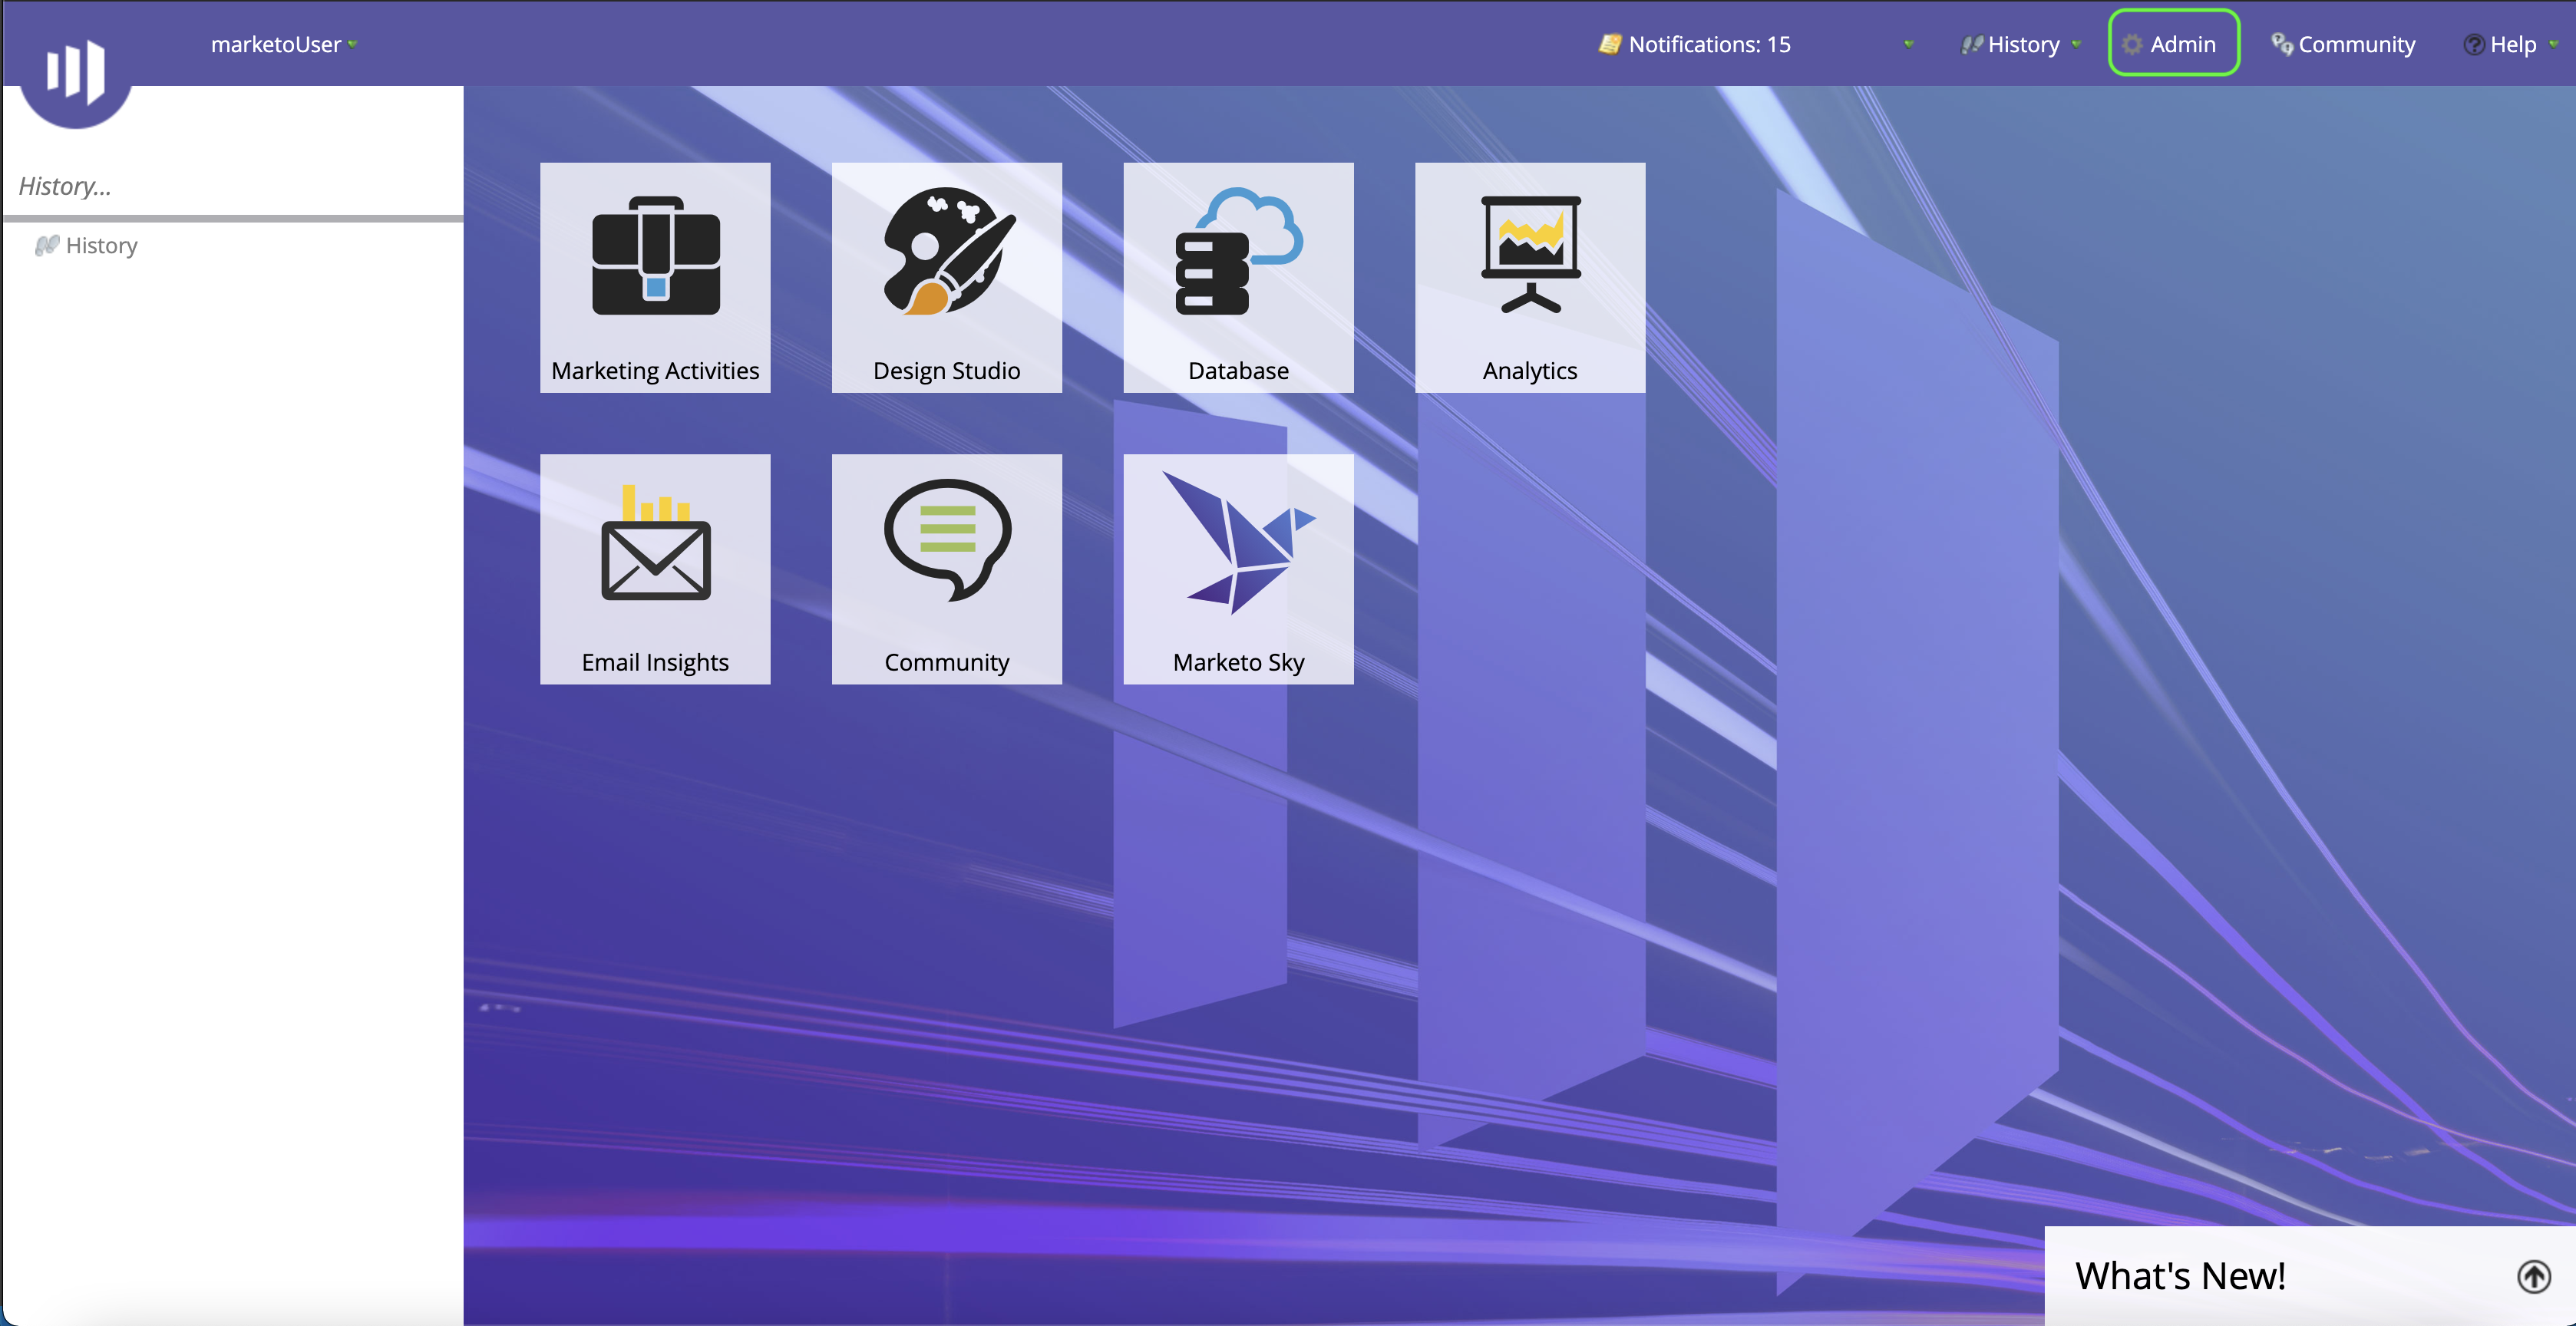 marketoUser
Notifications: 15
History
Admin
Community
Help
History...
History
Marketing Activities
Design Studio
Database
Analytics
Email Insights
Community
Marketo Sky
What's New!